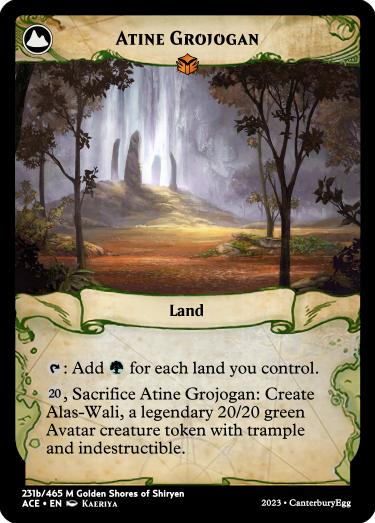 Atine Grojogan
Land
: Add for each land you control.
20, Sacrifice Atine Grojogan: Create
Alas-Wali, a legendary 20/20 green
Avatar creature token with trample
and indestructible.
231b/465 M Golden Shores of Shiryen
ACE • EN Kaeriya
2023 • CanterburyEgg